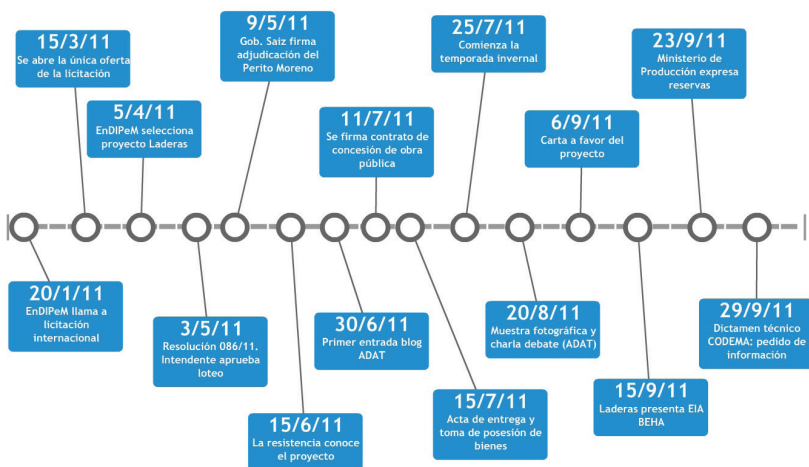 15/3/11
Se abre la única oferta
de la licitación
5/4/11
EnDIPeM selecciona
proyecto Laderas
9/5/11
Gob. Saiz firma
adjudicación del
Perito Moreno
11/7/11
Se firma contrato de
concesión de obra
pública
25/7/11
Comienza la
temporada invernal
6/9/11
Carta a favor del
proyecto
23/9/11
Ministerio de
Producción expresa
reservas
20/1/11
EnDIPeM llama a
licitación
internacional
3/5/11
Resolución 086/11.
Intendente aprueba
loteo
15/6/11
La resistencia conoce
el proyecto
30/6/11
Primer entrada blog
ADAT
15/7/11
Acta de entrega y
toma de posesión de
bienes
20/8/11
Muestra fotográfica y
charla debate (ADAT)
15/9/11
Laderas presenta EIA
BEHA
29/9/11
Dictamen técnico
CODEMA: pedido de
información